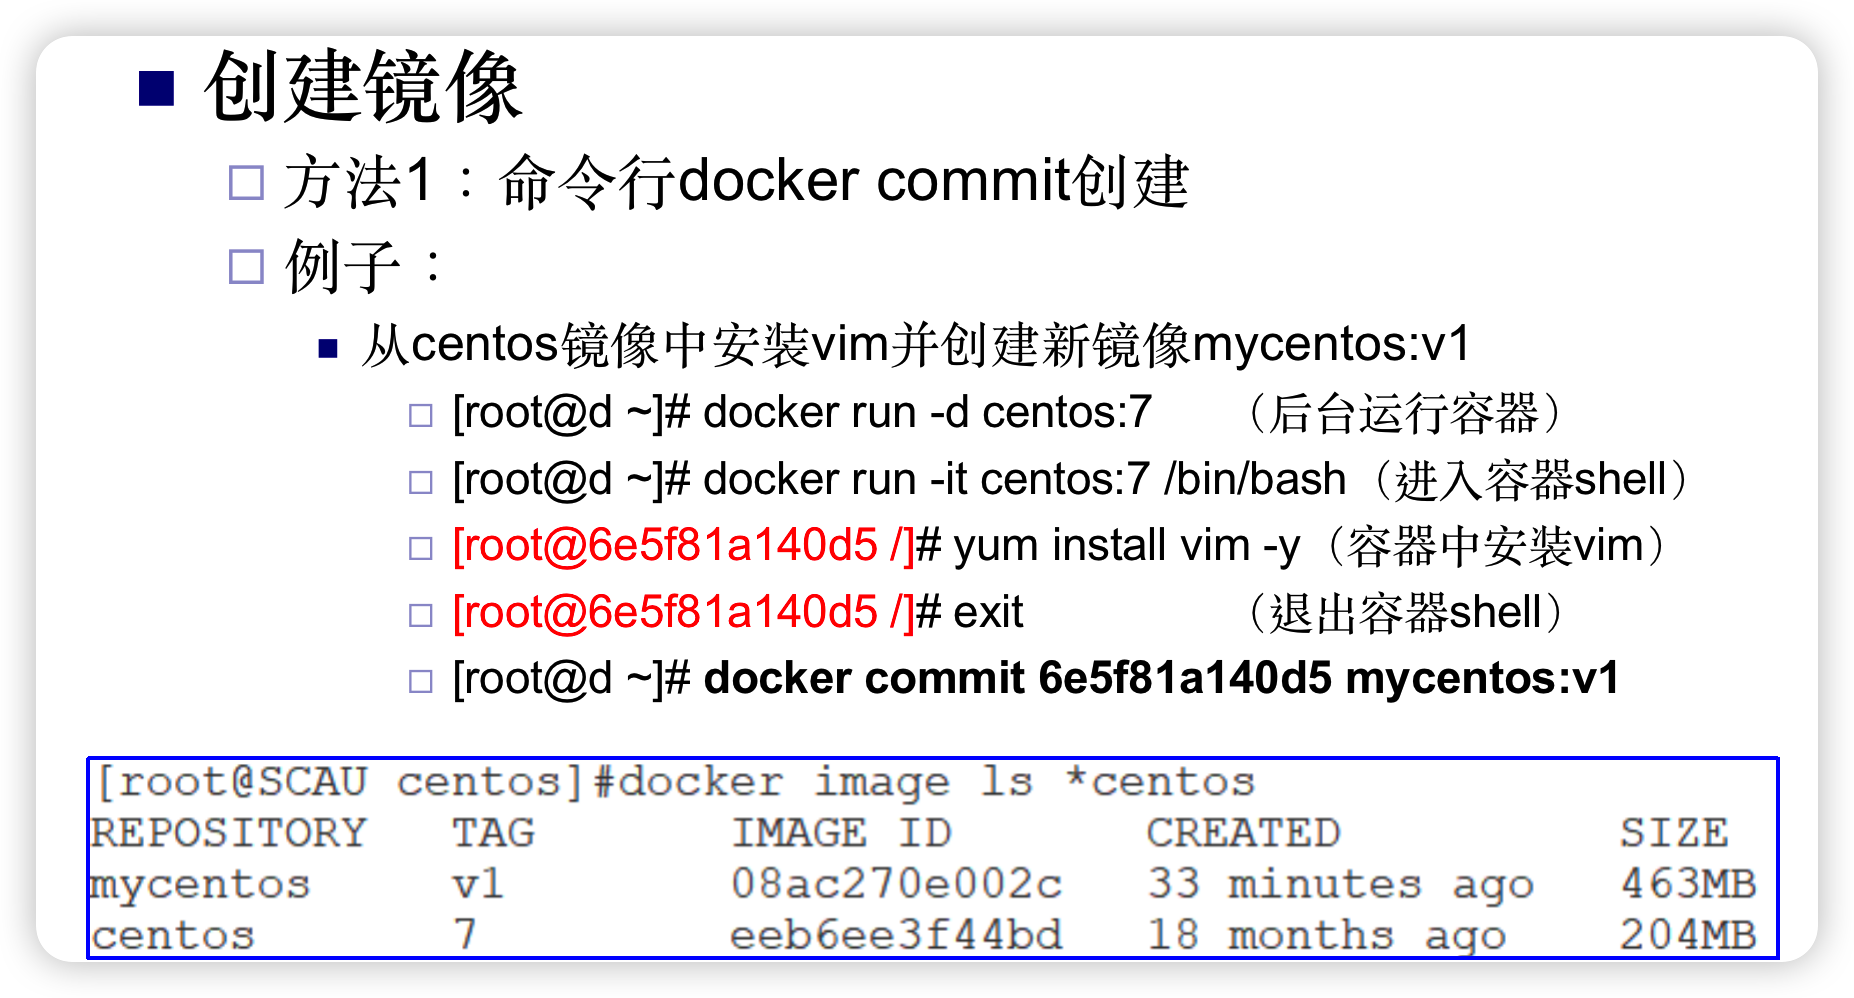 创建镜像
方法1：命令行docker commit创建
例子：
从centos镜像中安装vim并创建新镜像mycentos:v1
[root@d ~]# docker run -d centos:7 （后台运行容器）
[root@d ~]# docker run -it centos:7 /bin/bash（进入容器shell）
[root@6e5f81a140d5 /]# yum install vim -y（容器中安装vim）
[root@6e5f81a140d5 /]# exit （退出容器shell）
[root@d ~]# docker commit 6e5f81a140d5 mycentos:v1
[root@SCAU centos]#docker image ls *centos
REPOSITORY TAG IMAGE ID CREATED SIZE
mycentos v1 08ac270e002c 33 minutes ago 463MB
centos 7 eeb6ee3f44bd 18 months ago 204MB